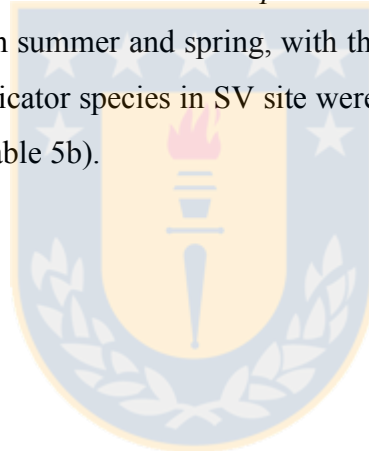 n summer and spring, with th
icator species in SV site were
able 5b).